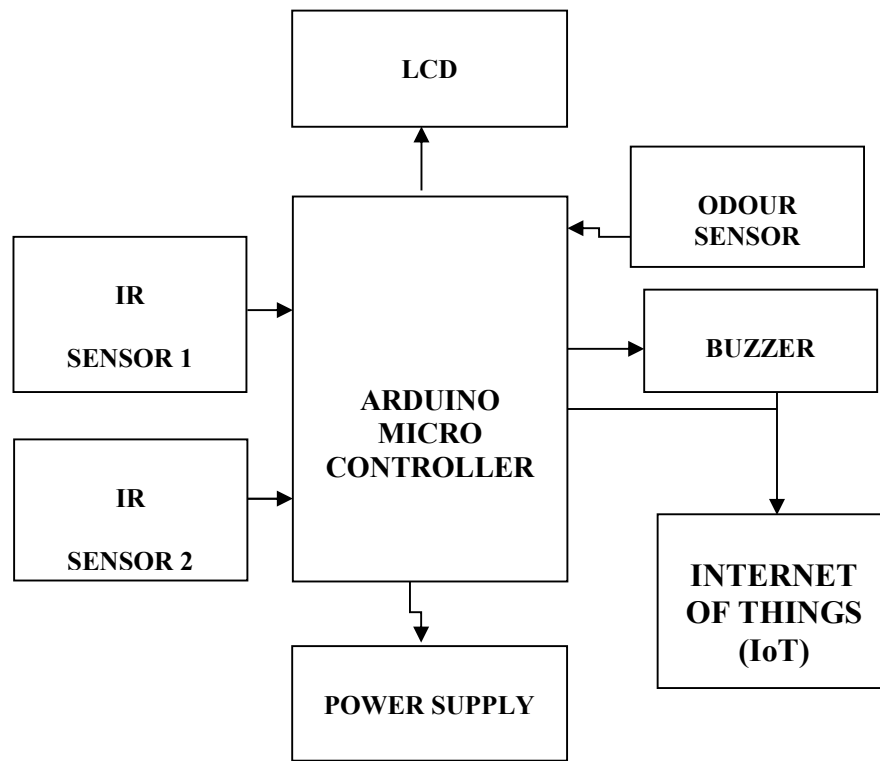 LCD
ODOUR
SENSOR
IR
SENSOR 1
BUZZER
ARDUINO
MICRO
CONTROLLER
IR
SENSOR 2
INTERNET
OF THINGS
(IoT)
POWER SUPPLY